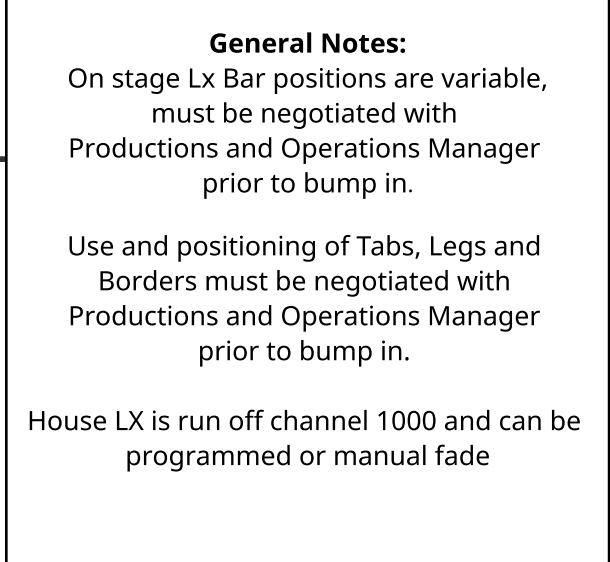 General Notes:
On stage Lx Bar positions are variable,
must be negotiated with
Productions and Operations Manager
prior to bump in.
Use and positioning of Tabs, Legs and
Borders must be negotiated with
Productions and Operations Manager
prior to bump in.
House LX is run off channel 1000 and can be
programmed or manual fade